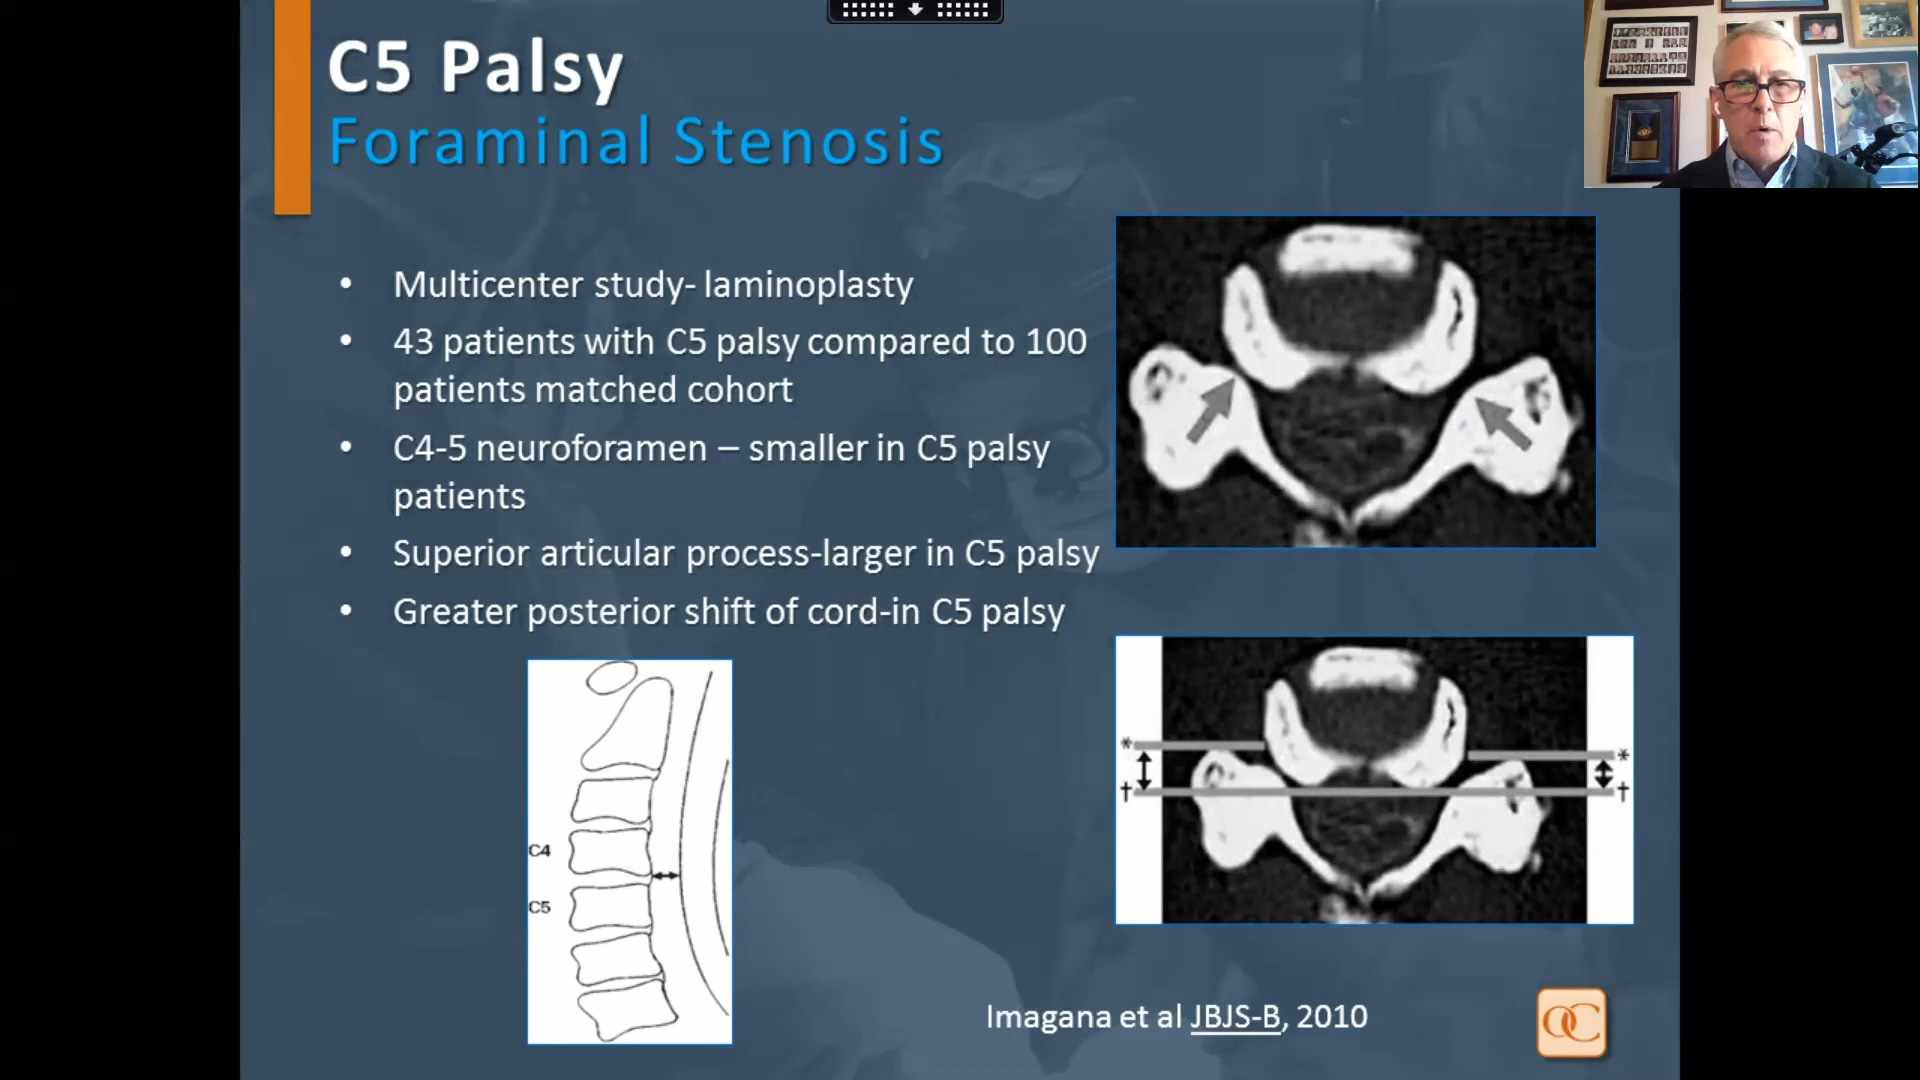 C5 Palsy
Foraminal Stenosis
• Multicenter study- laminoplasty
• 43 patients with C5 palsy compared to 100
patients matched cohort
• C4-5 neuroforamen – smaller in C5 palsy
patients
• Superior articular process-larger in C5 palsy
• Greater posterior shift of cord-in C5 palsy
C4
C5
* *
† †
Imagana et al JBJS-B, 2010
OC